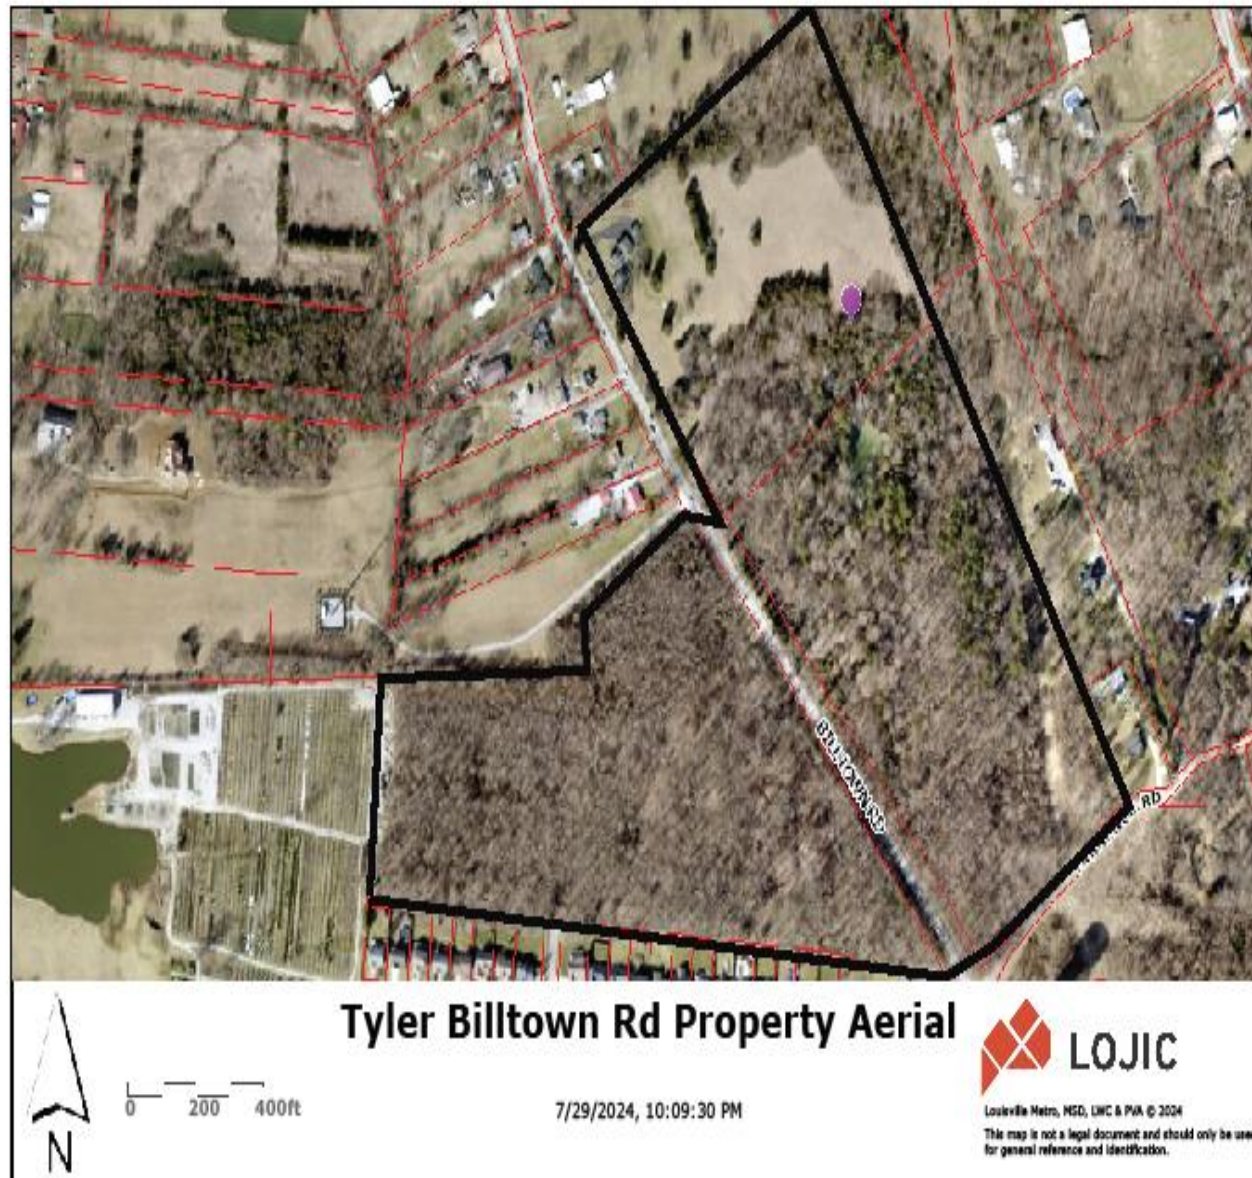 BILLTOWN RD
RD
Tyler Billtown Rd Property Aerial
LOJIC
N
0 200 400ft
7/29/2024, 10:09:30 PM
Louisville Metro, MSD, LWC & PVA © 2024
This map is not a legal document and should only be used
for general reference and identification.